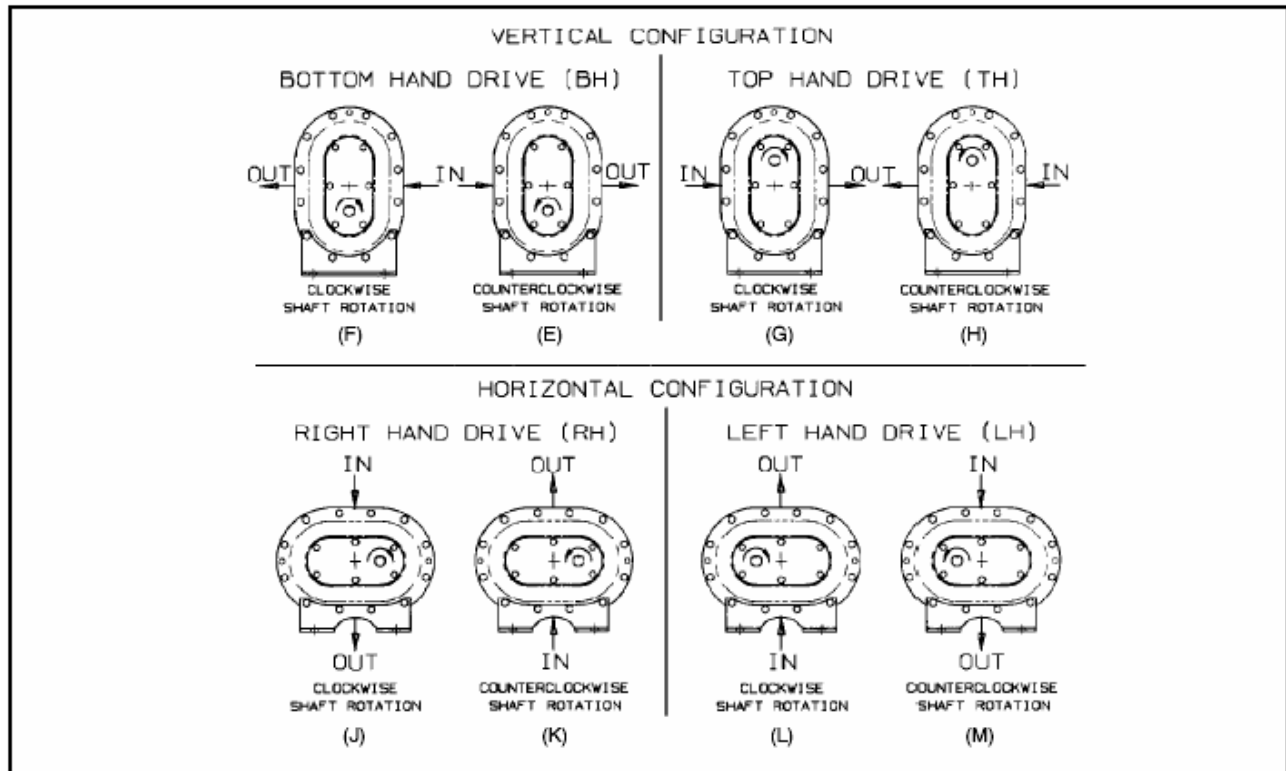 VERTICAL CONFIGURATION
BOTTOM HAND DRIVE (BH)
TOP HAND DRIVE (TH)
OUT
IN
OUT
IN
OUT
IN
CLOCKWISE
SHAFT ROTATION
(F)
COUNTERCLOCKWISE
SHAFT ROTATION
(E)
CLOCKWISE
SHAFT ROTATION
(G)
COUNTERCLOCKWISE
SHAFT ROTATION
(H)
HORIZONTAL CONFIGURATION
RIGHT HAND DRIVE (RH)
LEFT HAND DRIVE (LH)
IN
OUT
OUT
IN
OUT
IN
IN
OUT
CLOCKWISE
SHAFT ROTATION
(J)
COUNTERCLOCKWISE
SHAFT ROTATION
(K)
CLOCKWISE
SHAFT ROTATION
(L)
COUNTERCLOCKWISE
SHAFT ROTATION
(M)